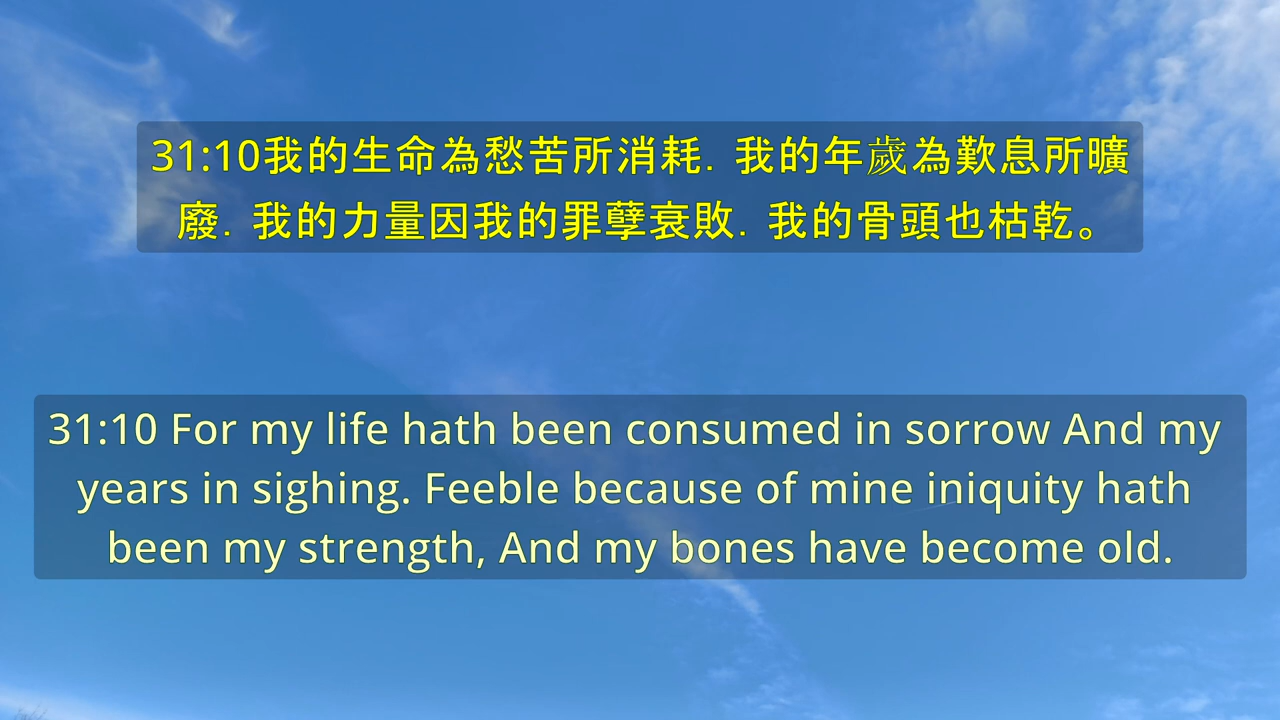 31:10我的生命為愁苦所消耗．我的年歲為歎息所曠
廢．我的力量因我的罪孽衰敗．我的骨頭也枯乾。
31:10 For my life hath been consumed in sorrow And my
years in sighing. Feeble because of mine iniquity hath
been my strength, And my bones have become old.